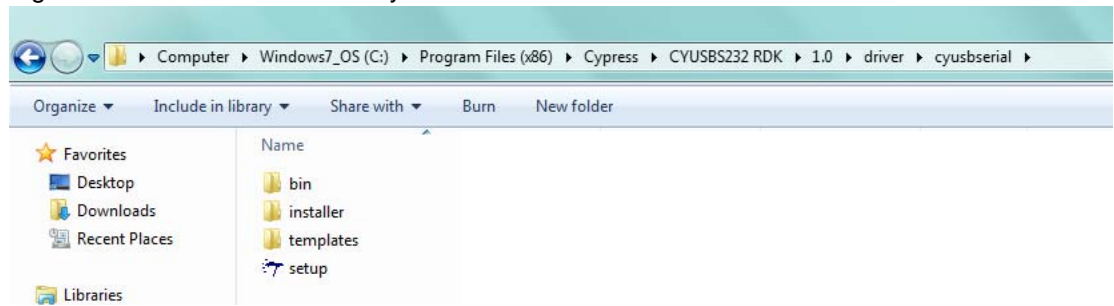 Computer ▸ Windows7_OS (C:) ▸ Program Files (x86) ▸ Cypress ▸ CYUSBS232 RDK ▸ 1.0 ▸ driver ▸ cyusbserial ▸
Organize ▾ Include in library ▾ Share with ▾ Burn New folder
Favorites
Desktop
Downloads
Recent Places
Libraries
Name
bin
installer
templates
setup